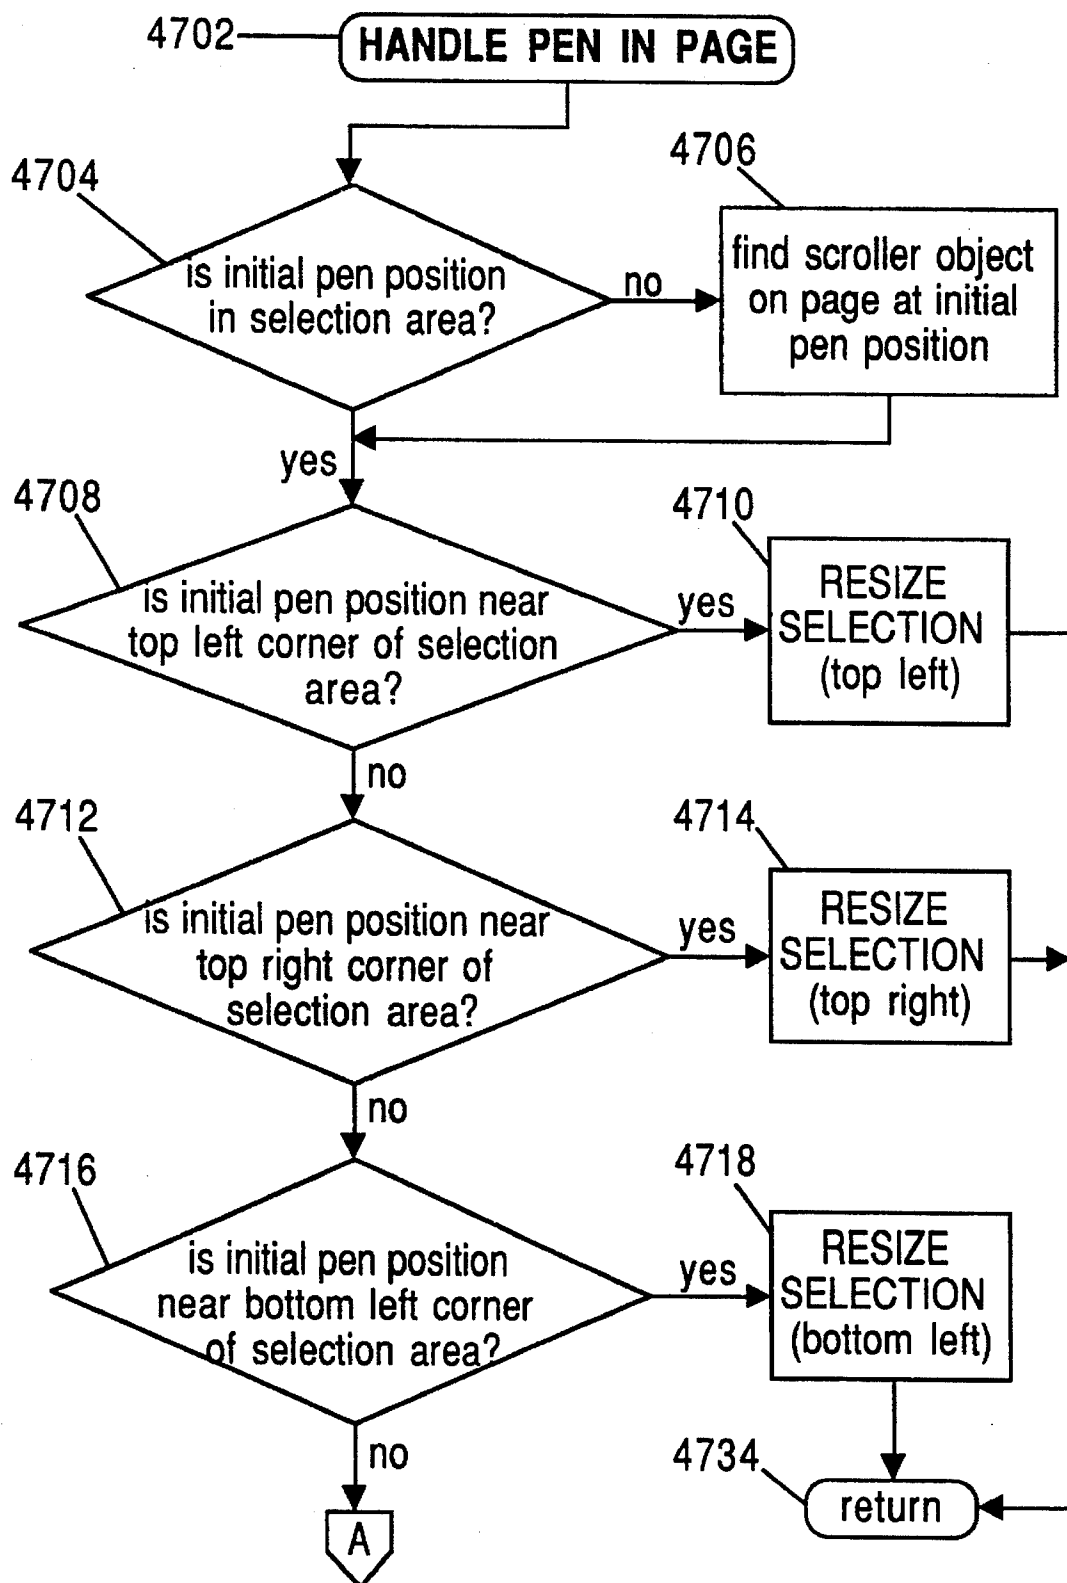 4702
HANDLE PEN IN PAGE
4704
is initial pen position
in selection area?
no
4706
find scroller object
on page at initial
pen position
yes
4708
is initial pen position near
top left corner of selection
area?
yes
4710
RESIZE
SELECTION
(top left)
no
4712
is initial pen position near
top right corner of
selection area?
yes
4714
RESIZE
SELECTION
(top right)
no
4716
is initial pen position
near bottom left corner
of selection area?
yes
4718
RESIZE
SELECTION
(bottom left)
no
4734
return
A